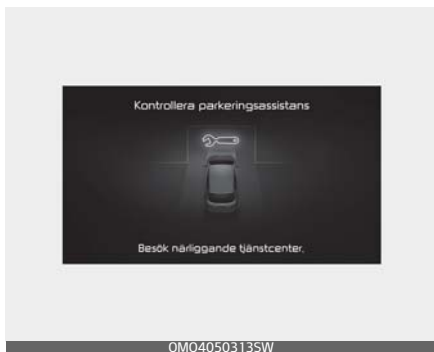 Kontrollera parkeringsassistans
Besök närliggande tjänstcenter.
OMO4050313SW